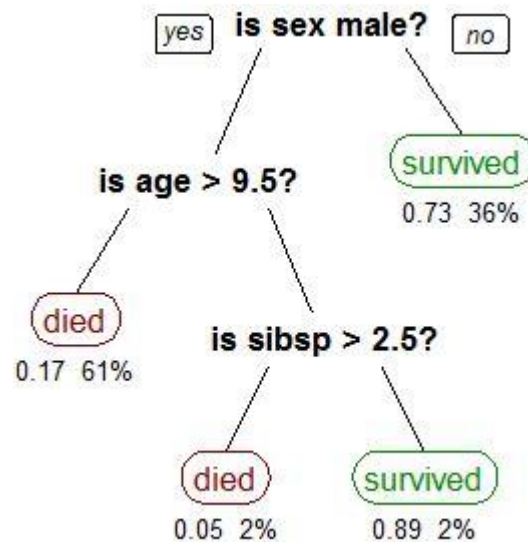 yes is sex male? no
survived
is age > 9.5?
0.73 36%
died
is sibsp > 2.5?
0.17 61%
died survived
0.05 2% 0.89 2%